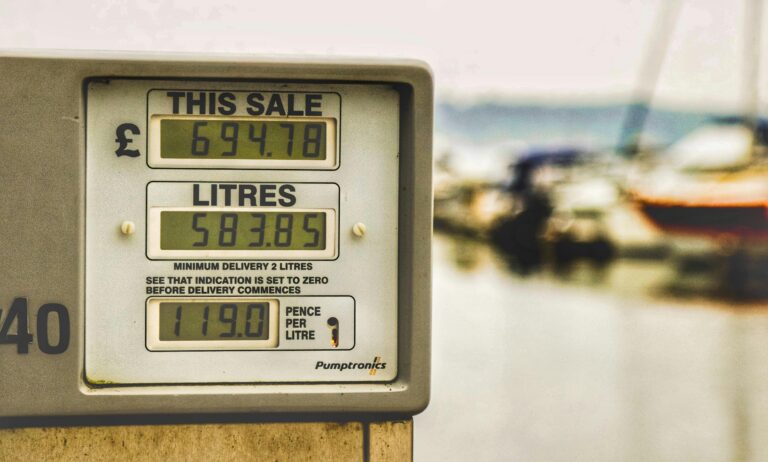 THIS SALE
£ 694.78
LITRES
583.85
MINIMUM DELIVERY 2 LITRES
SEE THAT INDICATION IS SET TO ZERO
BEFORE DELIVERY COMMENCES
119.0
PENCE
PER
LITRE
Pumptronics
40